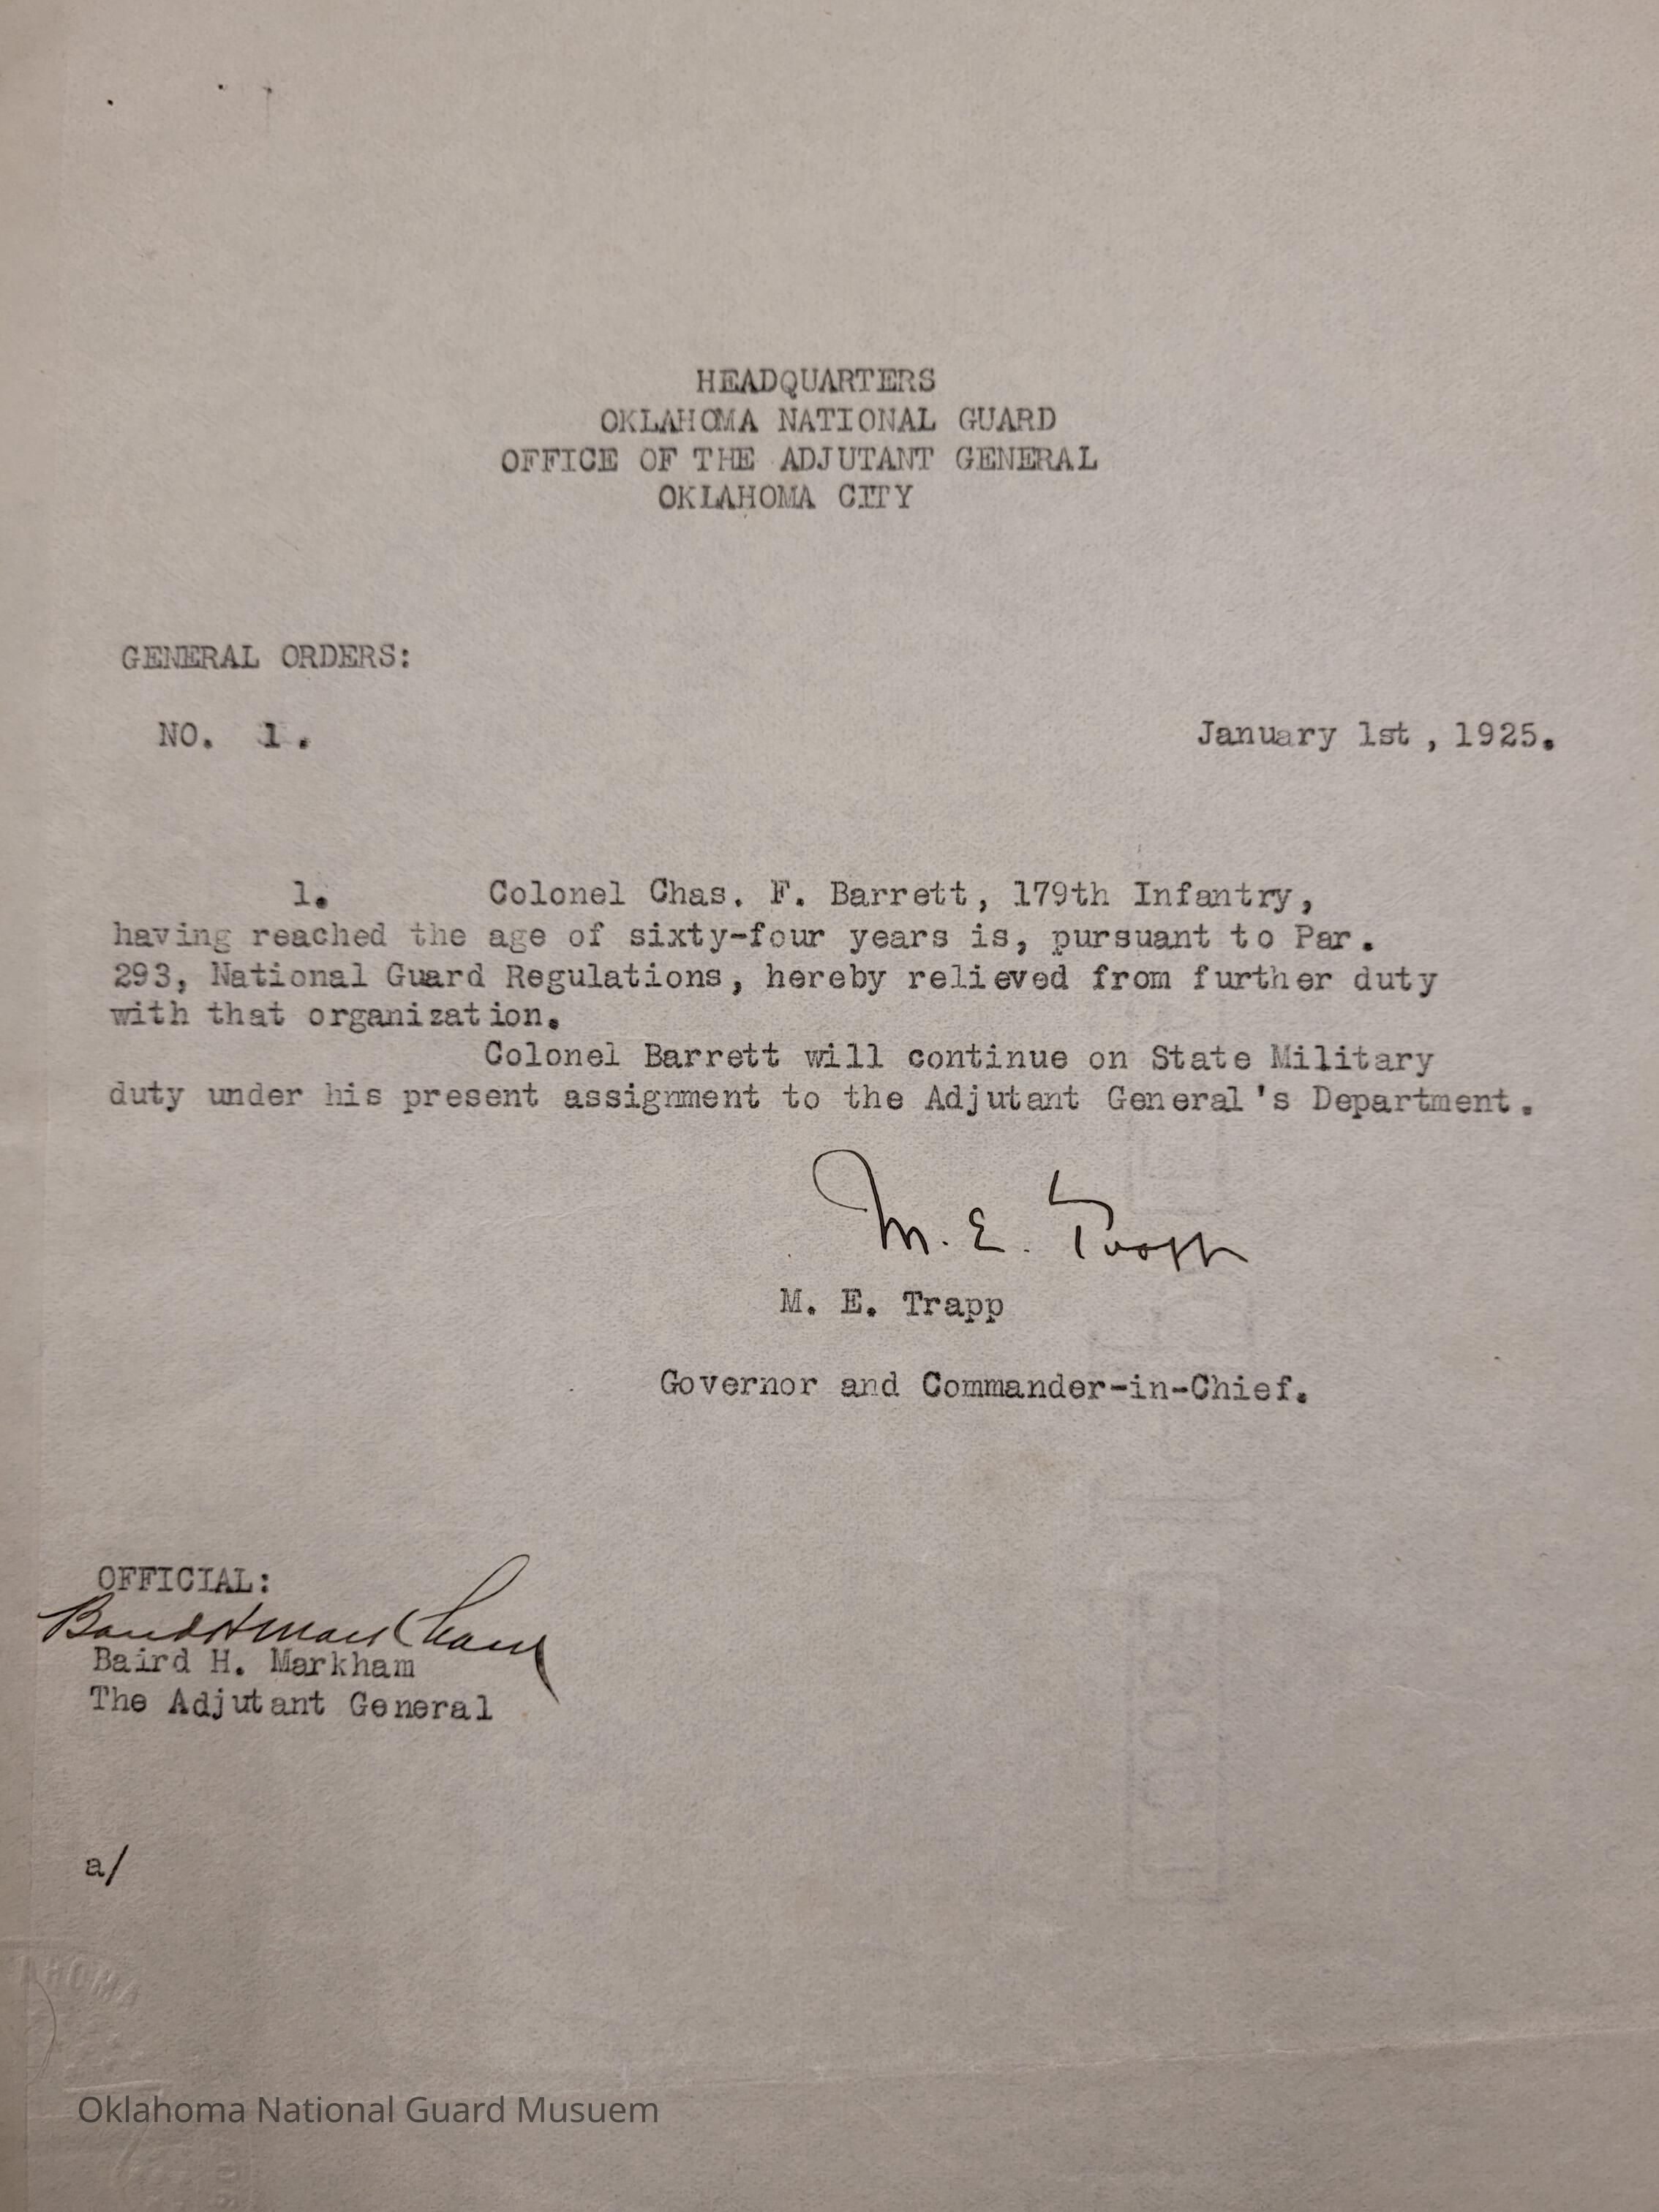 HEADQUARTERS
OKLAHOMA NATIONAL GUARD
OFFICE OF THE ADJUTANT GENERAL
OKLAHOMA CITY
GENERAL ORDERS:
NO. 1. January 1st, 1925.
1. Colonel Chas. F. Barrett, 179th Infantry,
having reached the age of sixty-four years is, pursuant to Par.
293, National Guard Regulations, hereby relieved from further duty
with that organization.
Colonel Barrett will continue on State Military
duty under his present assignment to the Adjutant General's Department.
M. E. Trapp
M. E. Trapp
Governor and Commander-in-Chief.
OFFICIAL:
Baird H Markham
Baird H. Markham
The Adjutant General
a/
AHOMA
Oklahoma National Guard Musuem